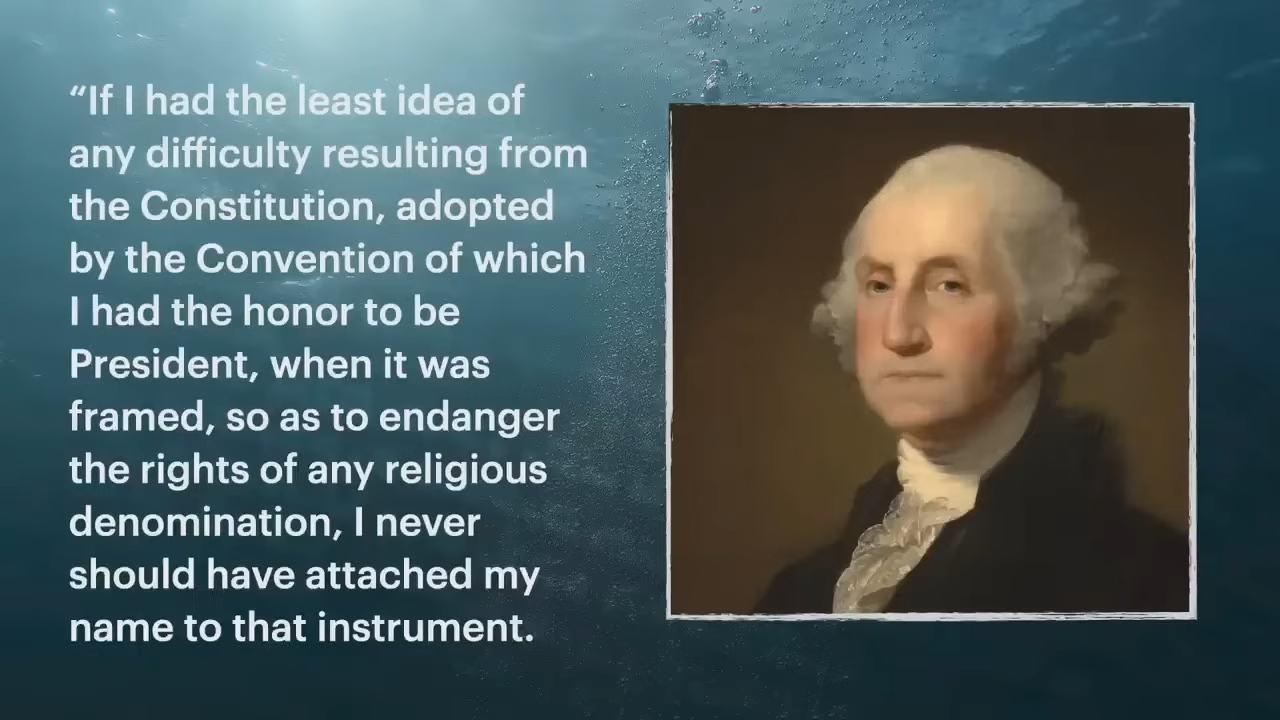 “If I had the least idea of
any difficulty resulting from
the Constitution, adopted
by the Convention of which
I had the honor to be
President, when it was
framed, so as to endanger
the rights of any religious
denomination, I never
should have attached my
name to that instrument.